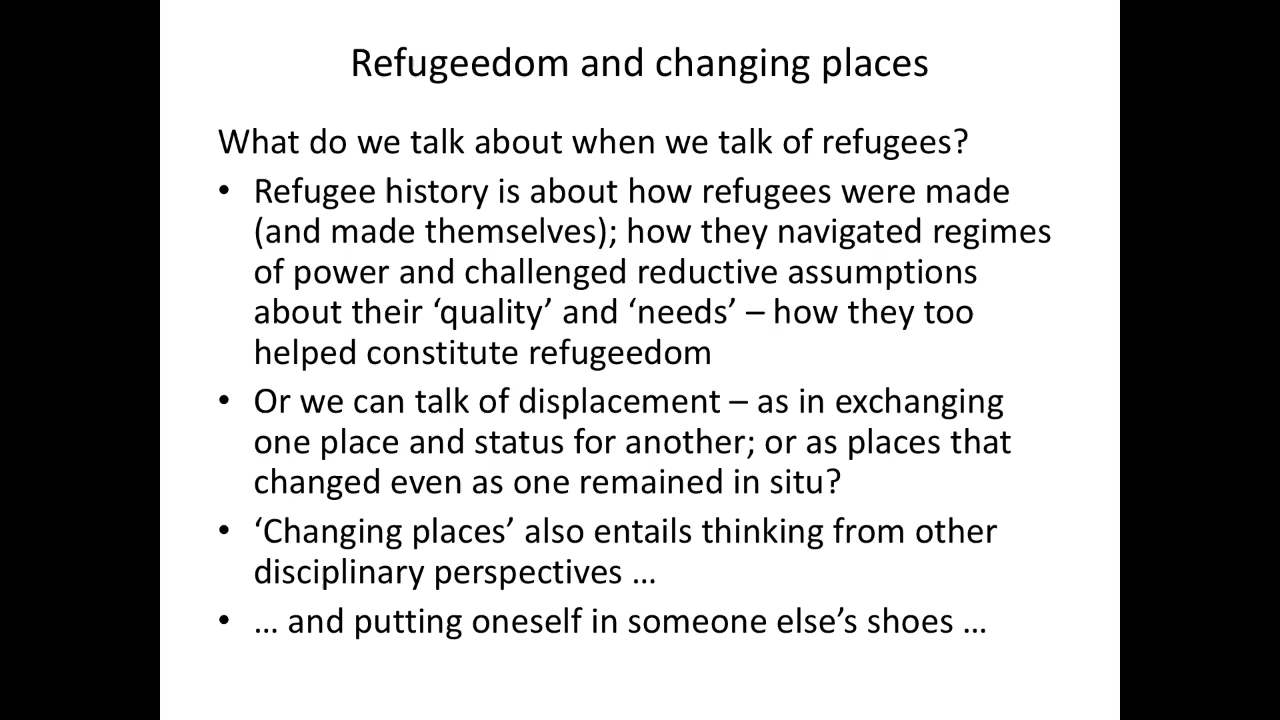 Refugeedom and changing places
What do we talk about when we talk of refugees?
• Refugee history is about how refugees were made
(and made themselves); how they navigated regimes
of power and challenged reductive assumptions
about their ‘quality’ and ‘needs’ – how they too
helped constitute refugeedom
• Or we can talk of displacement – as in exchanging
one place and status for another; or as places that
changed even as one remained in situ?
• ‘Changing places’ also entails thinking from other
disciplinary perspectives …
• … and putting oneself in someone else’s shoes …